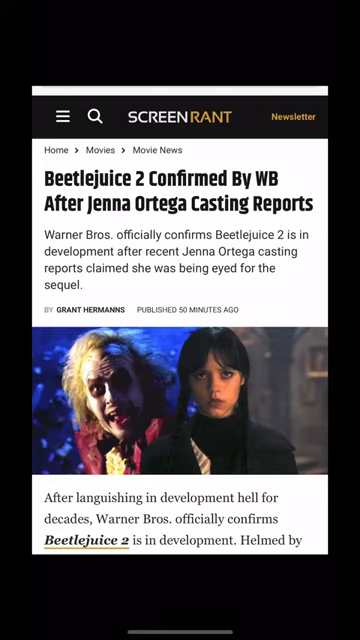 SCREENRANT
Newsletter
Home > Movies > Movie News
Beetlejuice 2 Confirmed By WB
After Jenna Ortega Casting Reports
Warner Bros. officially confirms Beetlejuice 2 is in
development after recent Jenna Ortega casting
reports claimed she was being eyed for the
sequel.
BY GRANT HERMANNS PUBLISHED 50 MINUTES AGO
After languishing in development hell for
decades, Warner Bros. officially confirms
Beetlejuice 2 is in development. Helmed by